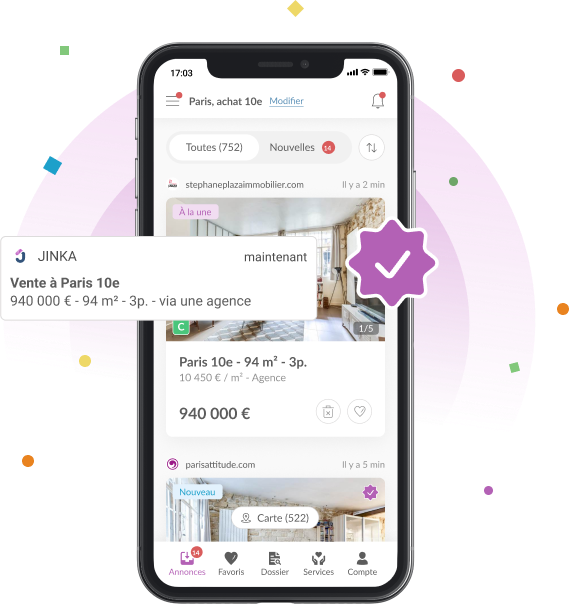 17:03
Paris, achat 10e Modifier
Toutes (752) Nouvelles 14
stephaneplazaimmobilier.com Il y a 2 min
À la une
JINKA maintenant
Vente à Paris 10e
940 000 € - 94 m² - 3p. - via une agence
C 1/5
Paris 10e - 94 m² - 3p.
10 450 € / m² - Agence
940 000 €
parisattitude.com Il y a 5 min
Nouveau
Carte (522)
14
Annonces Favoris Dossier Services Compte